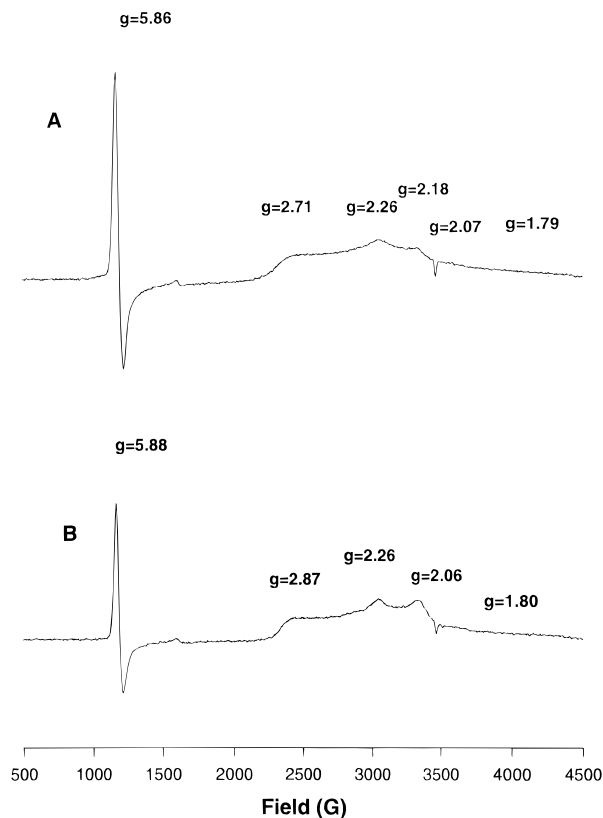 g=5.86
A
g=2.18
g=2.71 g=2.26
g=2.07 g=1.79
g=5.88
B
g=2.26
g=2.87 g=2.06
g=1.80
500 1000 1500 2000 2500 3000 3500 4000 4500
Field (G)